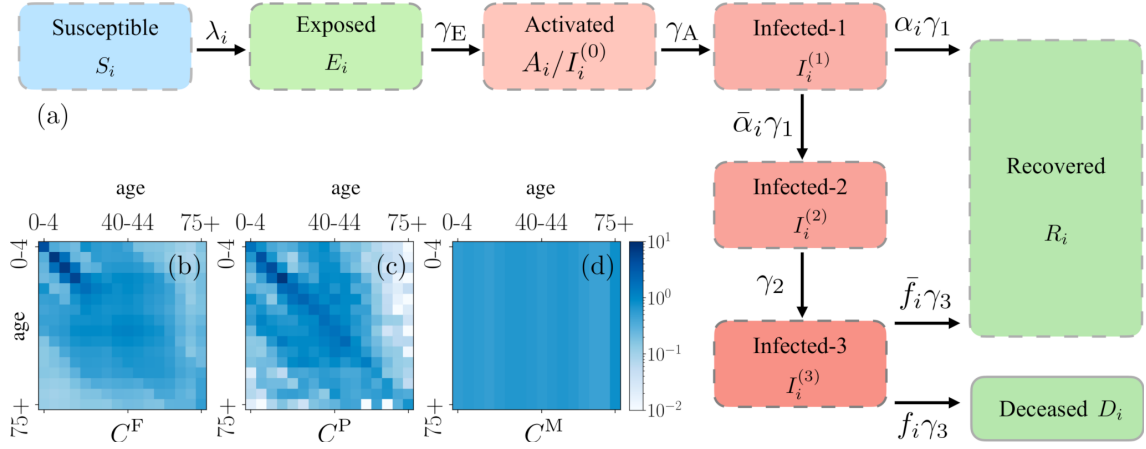 Susceptible
S_i
λ_i
Exposed
E_i
γ_E
Activated
A_i/I_i^{(0)}
γ_A
Infected-1
I_i^{(1)}
α_iγ_1
(a)
ᾱ_iγ_1
Infected-2
I_i^{(2)}
γ_2
Infected-3
I_i^{(3)}
f̄_iγ_3
f_iγ_3
Recovered
R_i
Deceased D_i
age
0-4 40-44 75+
age
0-4
75+
(b)
C^F
age
0-4 40-44 75+
0-4
75+
(c)
C^P
age
0-4 40-44 75+
0-4
75+
(d)
C^M
10^1
10^0
10^{−1}
10^{−2}